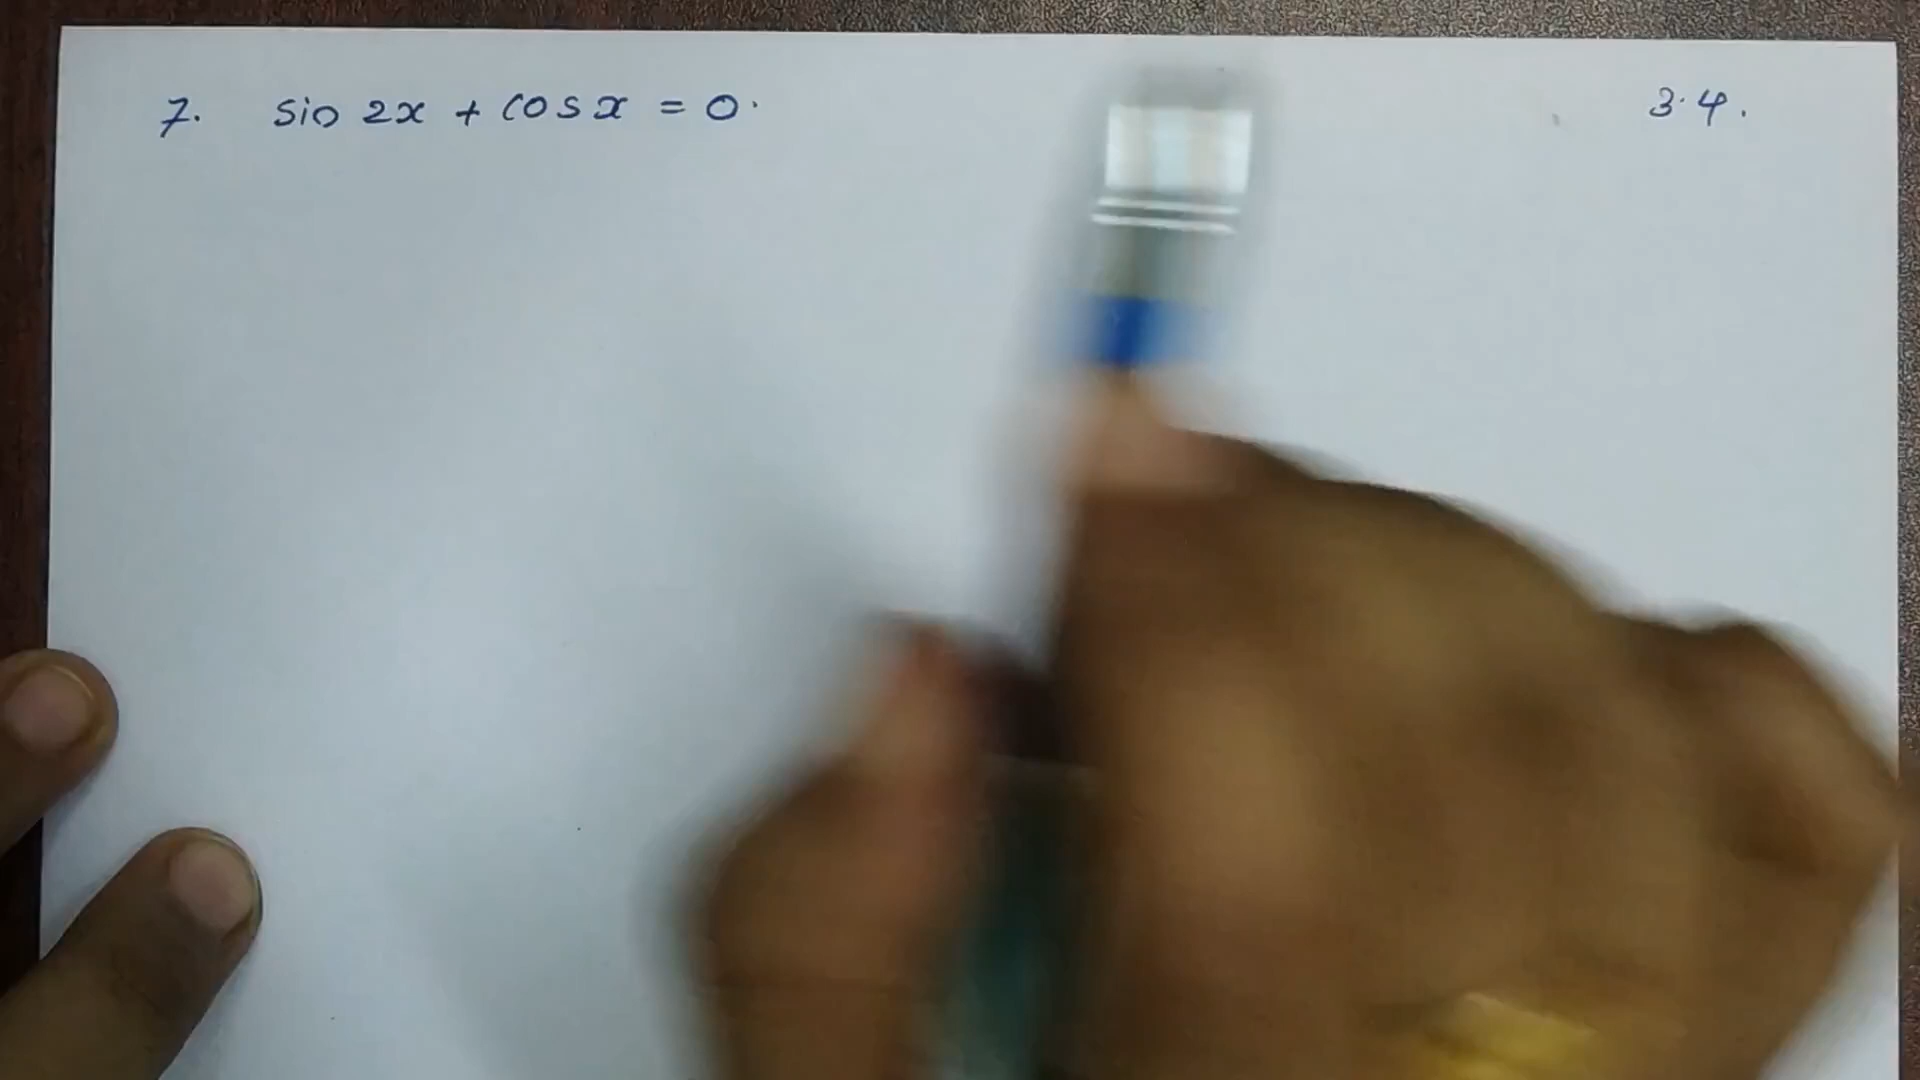 7. sin 2x + cos x = 0. 3.4.